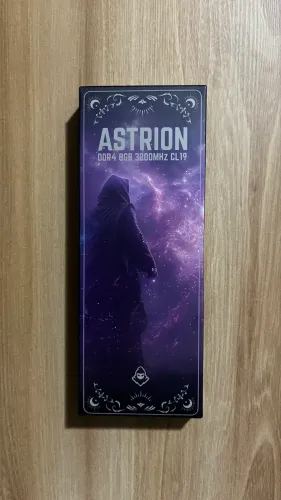 ASTRION
DDR4 8GB 3200MHz CL19